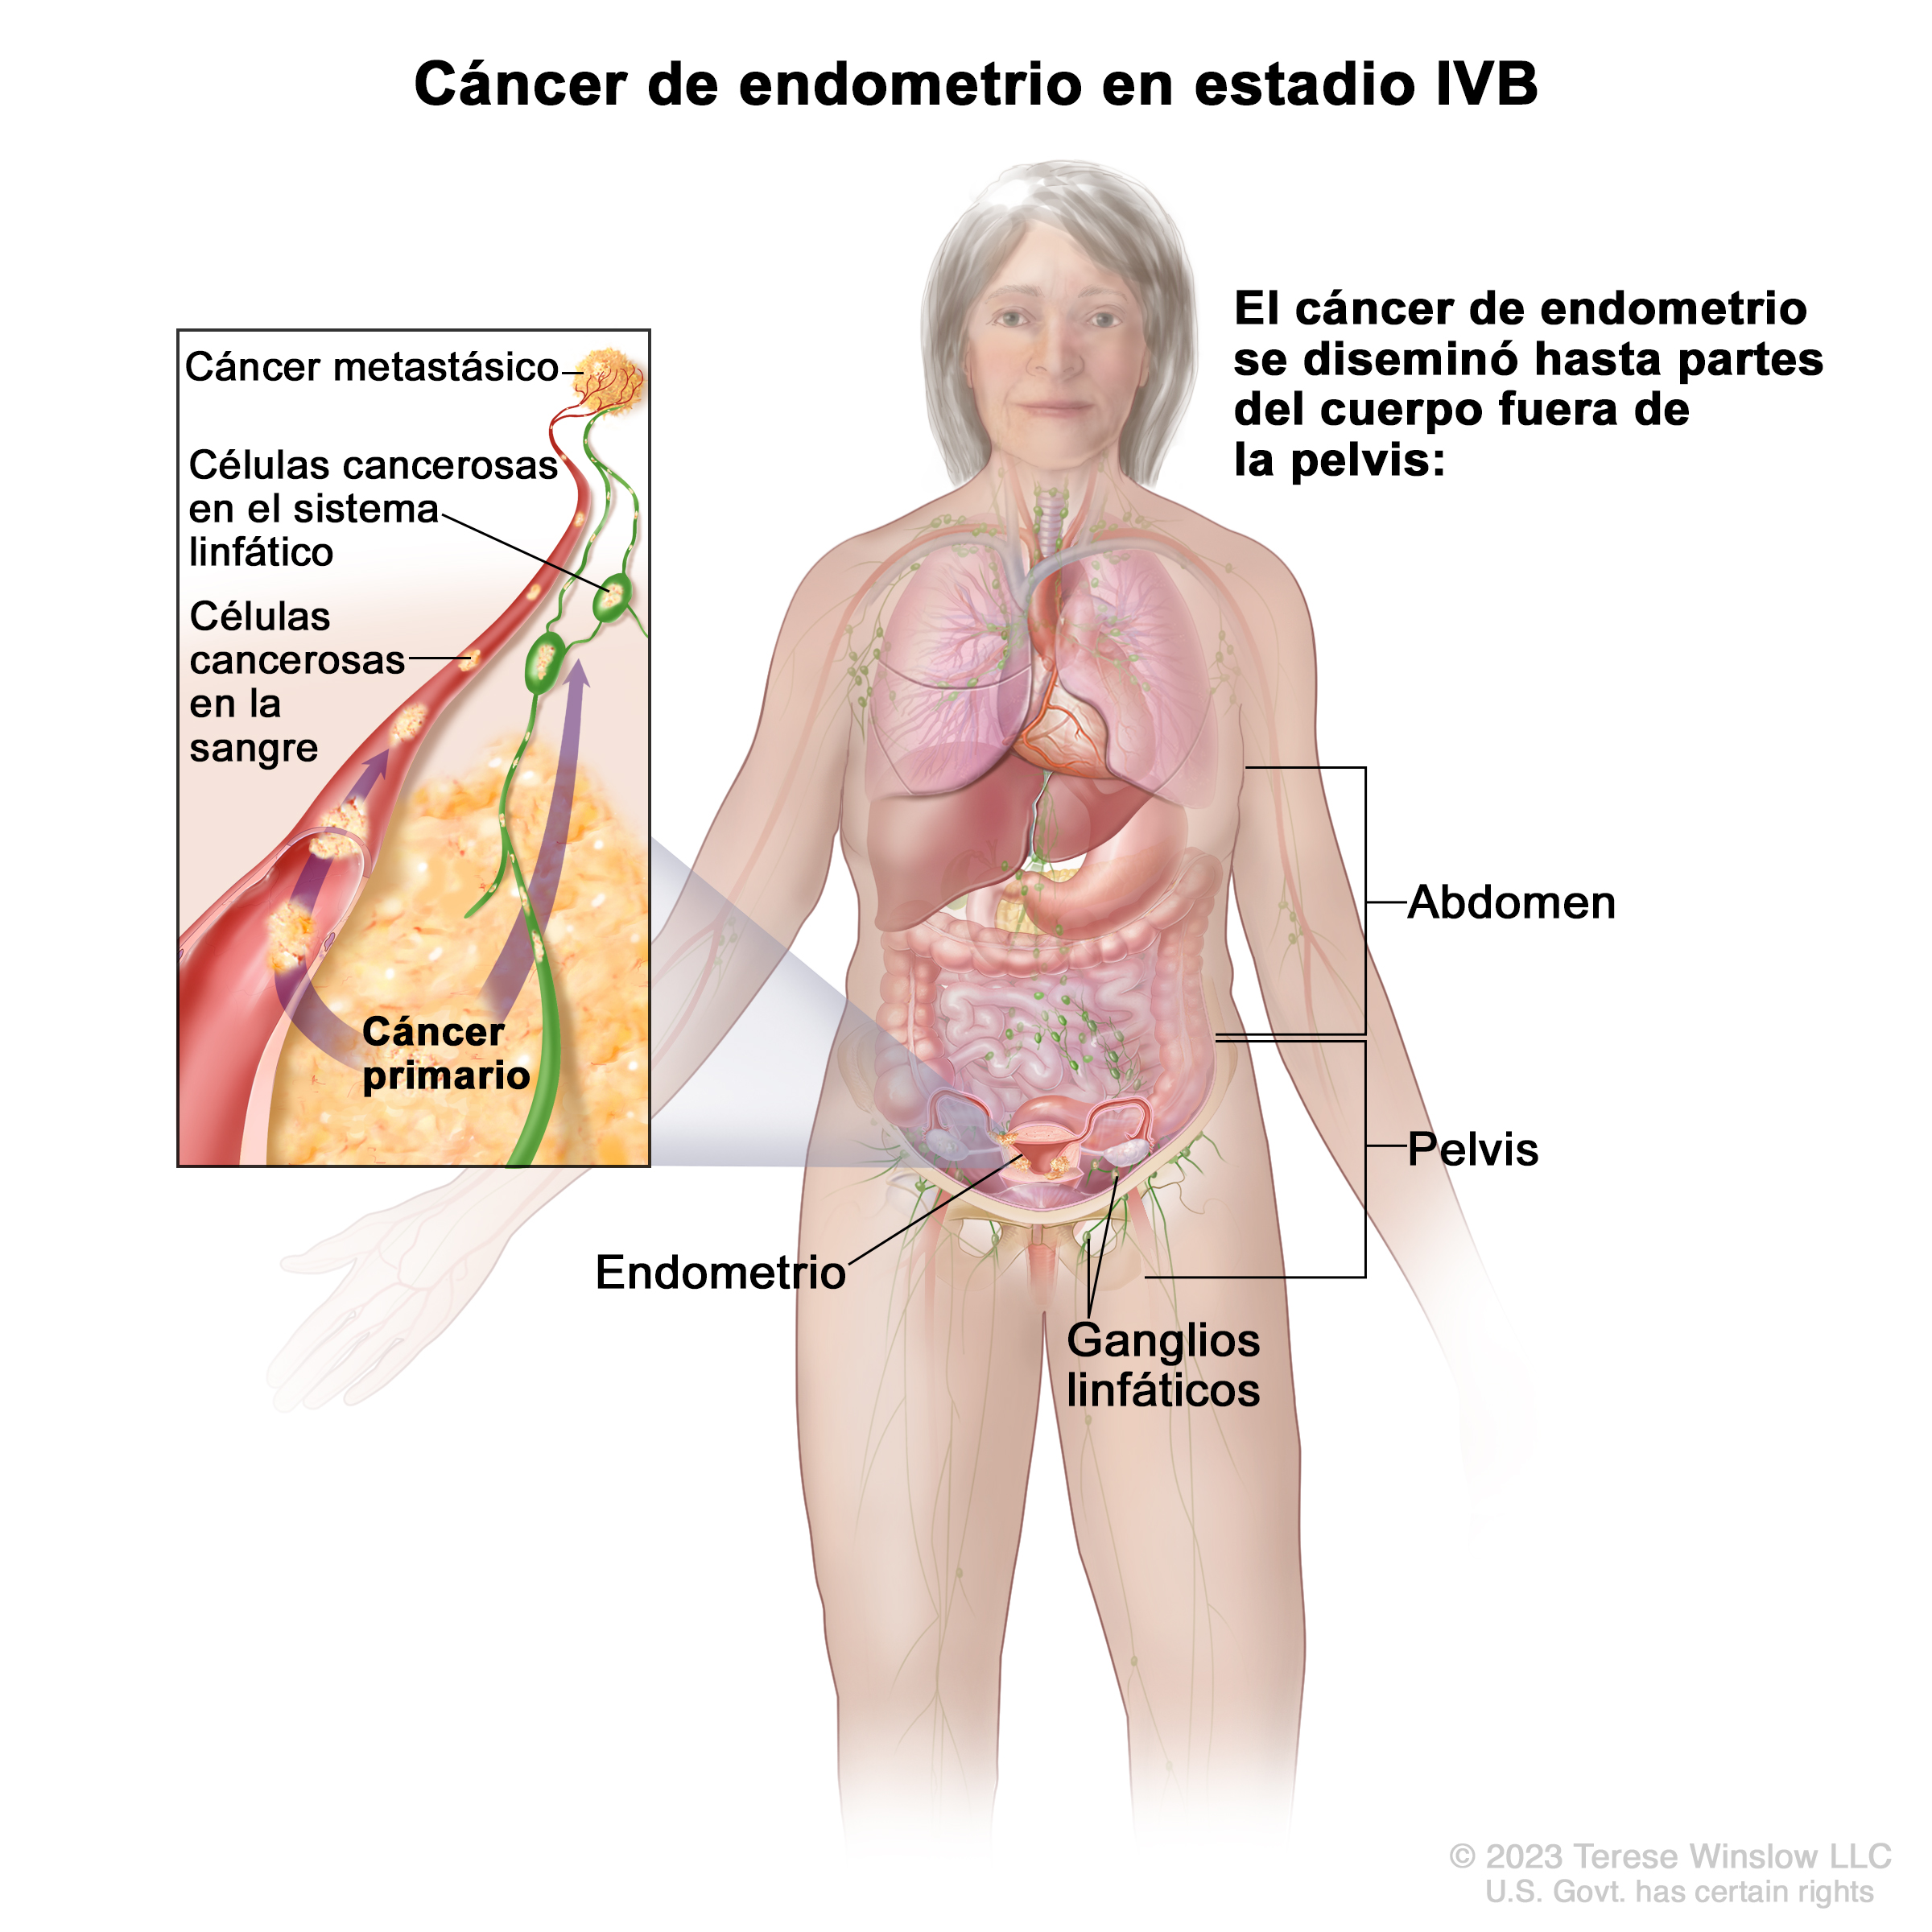 Cáncer de endometrio en estadio IVB
El cáncer de endometrio
se diseminó hasta partes
del cuerpo fuera de
la pelvis:
Cáncer metastásico
Células cancerosas
en el sistema
linfático
Células
cancerosas
en la
sangre
Cáncer
primario
Abdomen
Pelvis
Endometrio
Ganglios
linfáticos
© 2023 Terese Winslow LLC
U.S. Govt. has certain rights